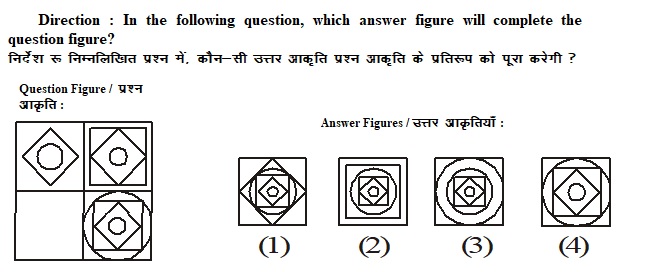 Direction : In the following question, which answer figure will complete the
question figure?
निर्देश रू निम्नलिखित प्रश्न में, कौन–सी उत्तर आकृति प्रश्न आकृति के प्रतिरूप को पूरा करेगी ?
Question Figure / प्रश्न
आकृति :
Answer Figures / उत्तर आकृतियाँ :
(1) (2) (3) (4)